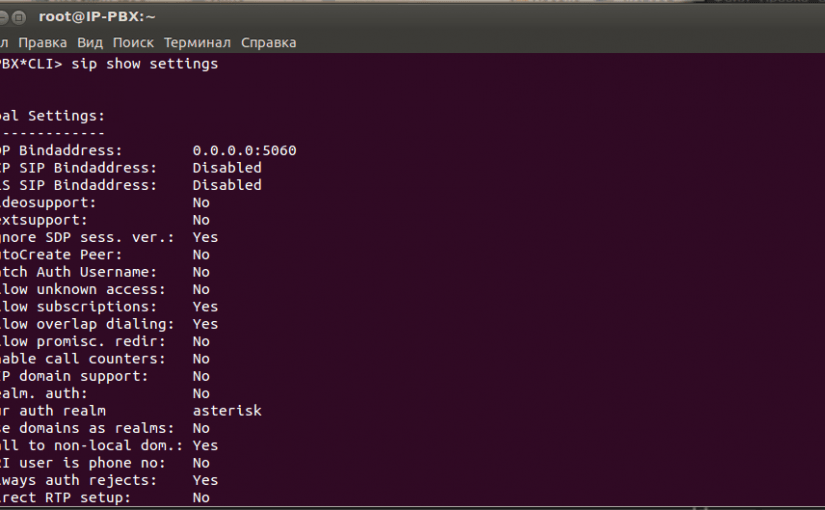 root@IP-PBX:~
л Правка Вид Поиск Терминал Справка
PBX*CLI> sip show settings
bal Settings:
------------
DP Bindaddress: 0.0.0.0:5060
CP SIP Bindaddress: Disabled
LS SIP Bindaddress: Disabled
ideosupport: No
extsupport: No
gnore SDP sess. ver.: Yes
utoCreate Peer: No
atch Auth Username: No
llow unknown access: No
llow subscriptions: Yes
llow overlap dialing: Yes
llow promisc. redir: No
nable call counters: No
IP domain support: No
ealm. auth: No
ur auth realm asterisk
se domains as realms: No
all to non-local dom.: Yes
RI user is phone no: No
lways auth rejects: Yes
irect RTP setup: No